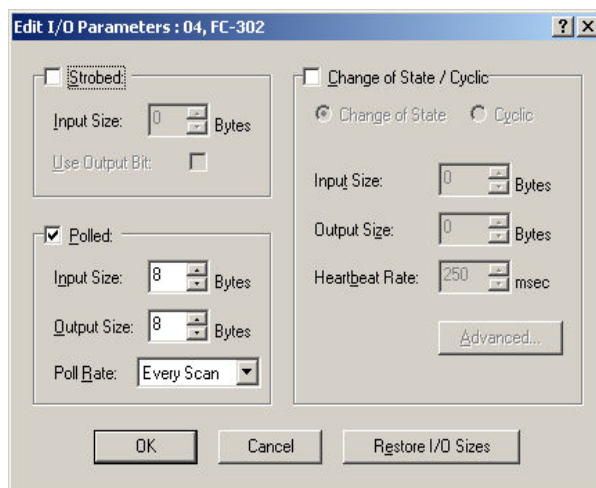 Edit I/O Parameters : 04, FC-302
Strobed:
Input Size: 0 Bytes
Use Output Bit:
Polled:
Input Size: 8 Bytes
Output Size: 8 Bytes
Poll Rate: Every Scan
Change of State / Cyclic
Change of State Cyclic
Input Size: 0 Bytes
Output Size: 0 Bytes
Heartbeat Rate: 250 msec
Advanced...
OK Cancel Restore I/O Sizes